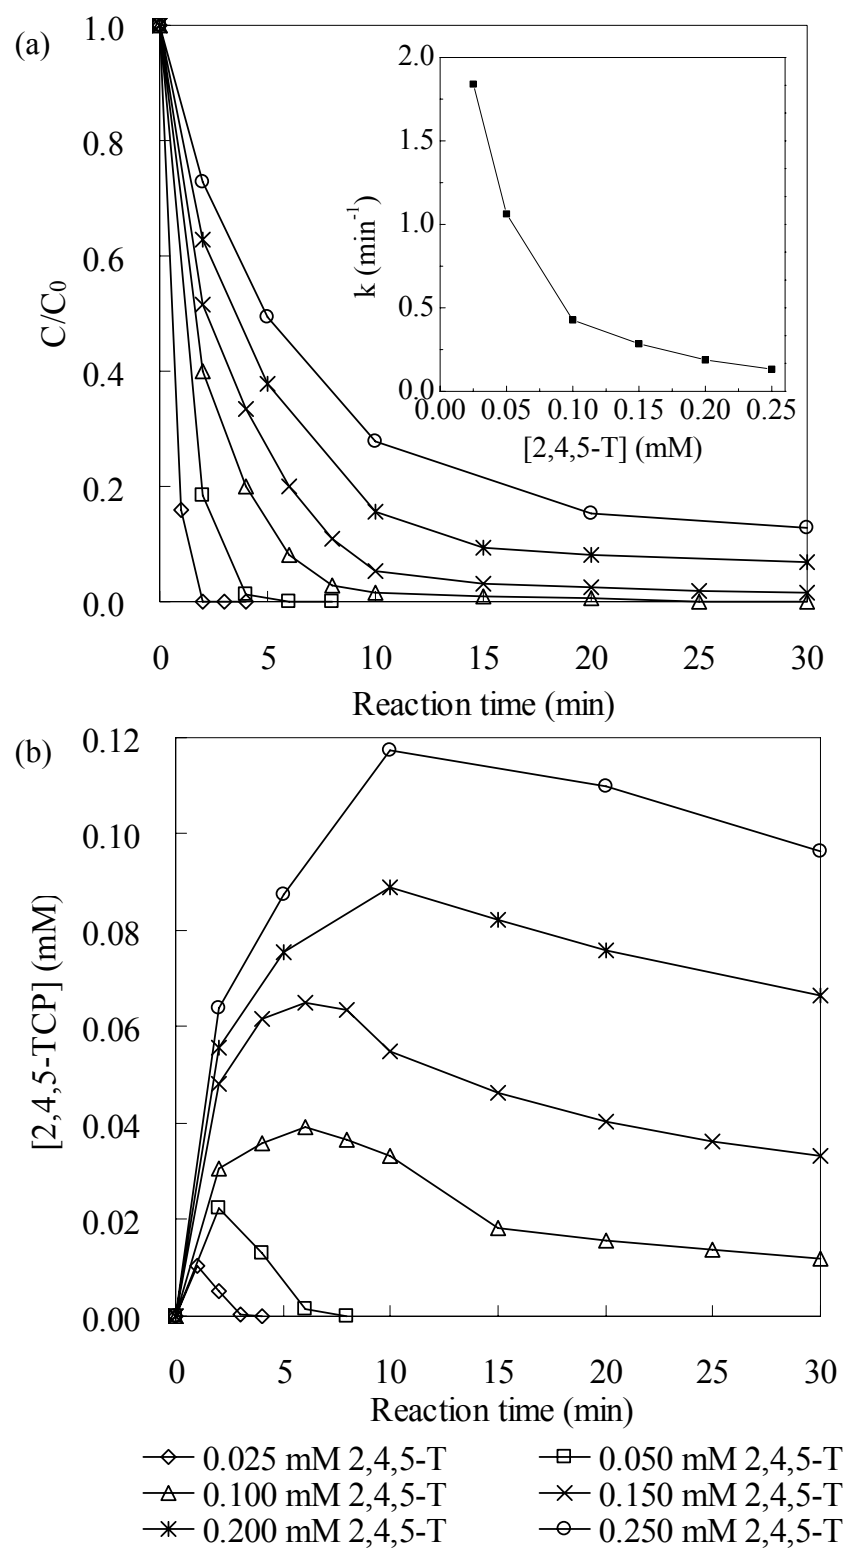 (a)
1.0
0.8
0.6
0.4
0.2
0.0
C/C0
0 5 10 15 20 25 30
Reaction time (min)
2.0
1.5
1.0
0.5
0.0
k (min-1)
0.00 0.05 0.10 0.15 0.20 0.25
[2,4,5-T] (mM)
(b)
0.12
0.10
0.08
0.06
0.04
0.02
0.00
[2,4,5-TCP] (mM)
0 5 10 15 20 25 30
Reaction time (min)
0.025 mM 2,4,5-T 0.050 mM 2,4,5-T
0.100 mM 2,4,5-T 0.150 mM 2,4,5-T
0.200 mM 2,4,5-T 0.250 mM 2,4,5-T